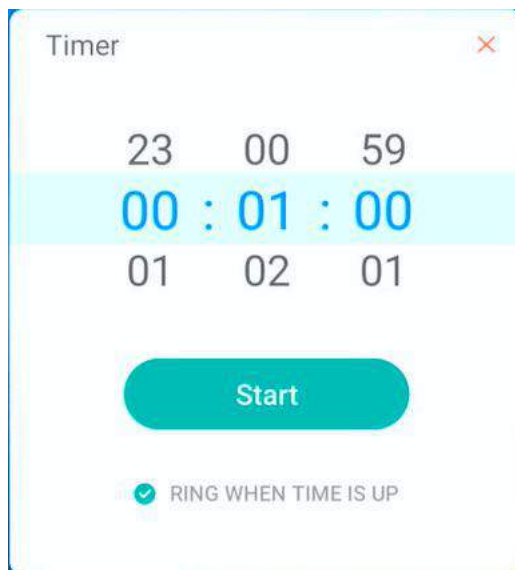 Timer
23 00 59
00 : 01 : 00
01 02 01
Start
RING WHEN TIME IS UP